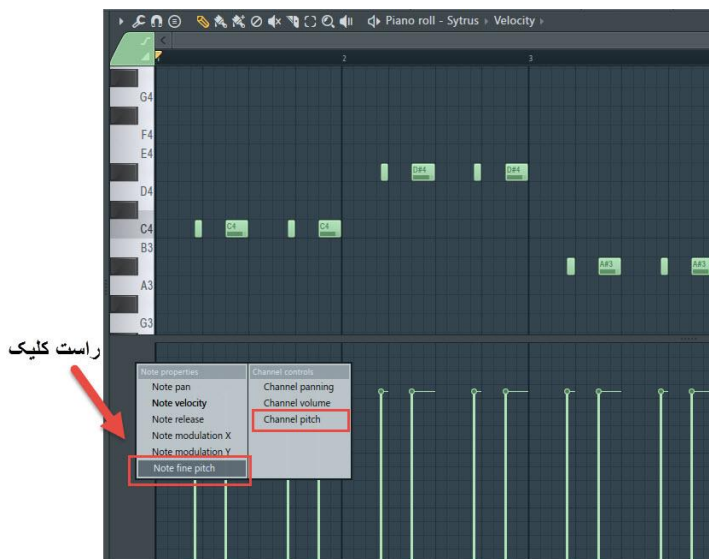 Piano roll - Sytrus ▸ Velocity ▸
2 3
G4
F4
E4
D#4 D#4
D4
C4 C4 C4
B3
A#3 A#3
A3
G3
راست کلیک
Note properties Channel controls
Note pan Channel panning
Note velocity Channel volume
Note release Channel pitch
Note modulation X
Note modulation Y
Note fine pitch